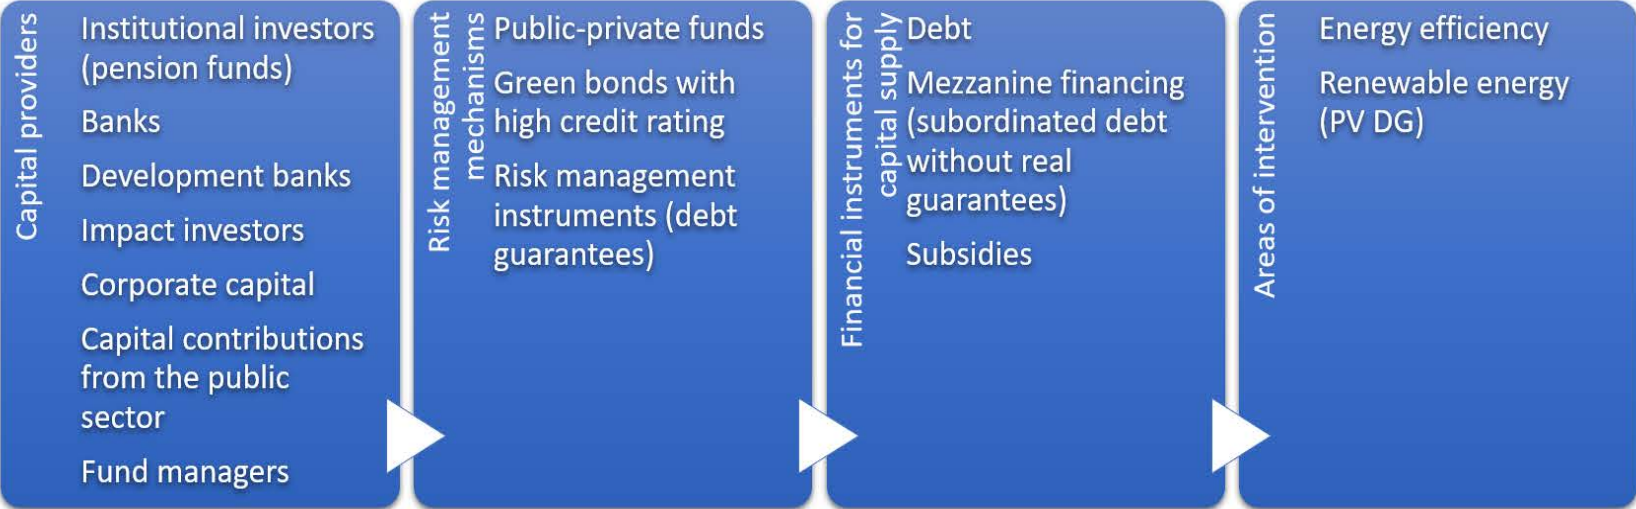 Capital providers
Institutional investors
(pension funds)
Banks
Development banks
Impact investors
Corporate capital
Capital contributions
from the public
sector
Fund managers
Risk management
mechanisms
Public-private funds
Green bonds with
high credit rating
Risk management
instruments (debt
guarantees)
Financial instruments for
capital supply
Debt
Mezzanine financing
(subordinated debt
without real
guarantees)
Subsidies
Areas of intervention
Energy efficiency
Renewable energy
(PV DG)